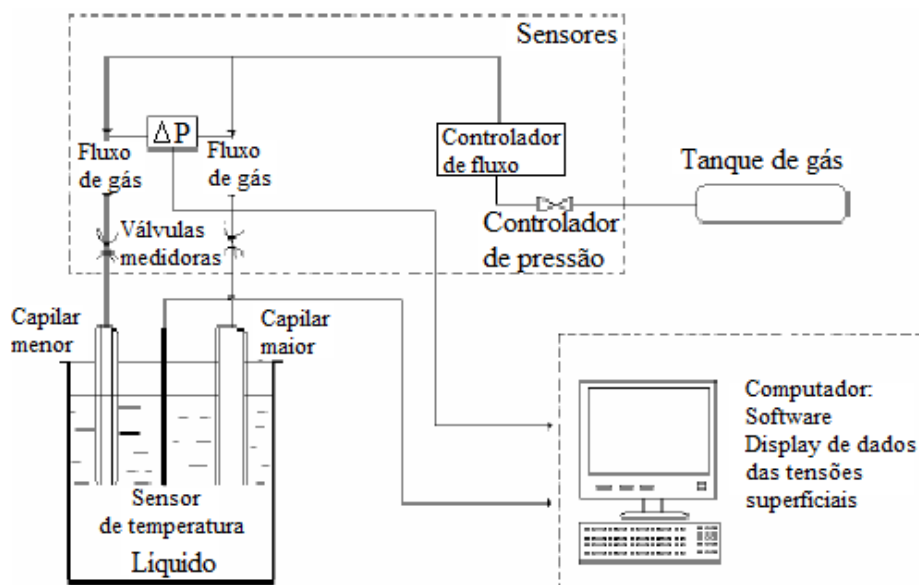 Sensores
ΔP
Fluxo
de gás
Fluxo
de gás
Controlador
de fluxo
Tanque de gás
Válvulas
medidoras
Controlador
de pressão
Capilar
menor
Capilar
maior
Sensor
de temperatura
Líquido
Computador:
Software
Display de dados
das tensões
superficiais